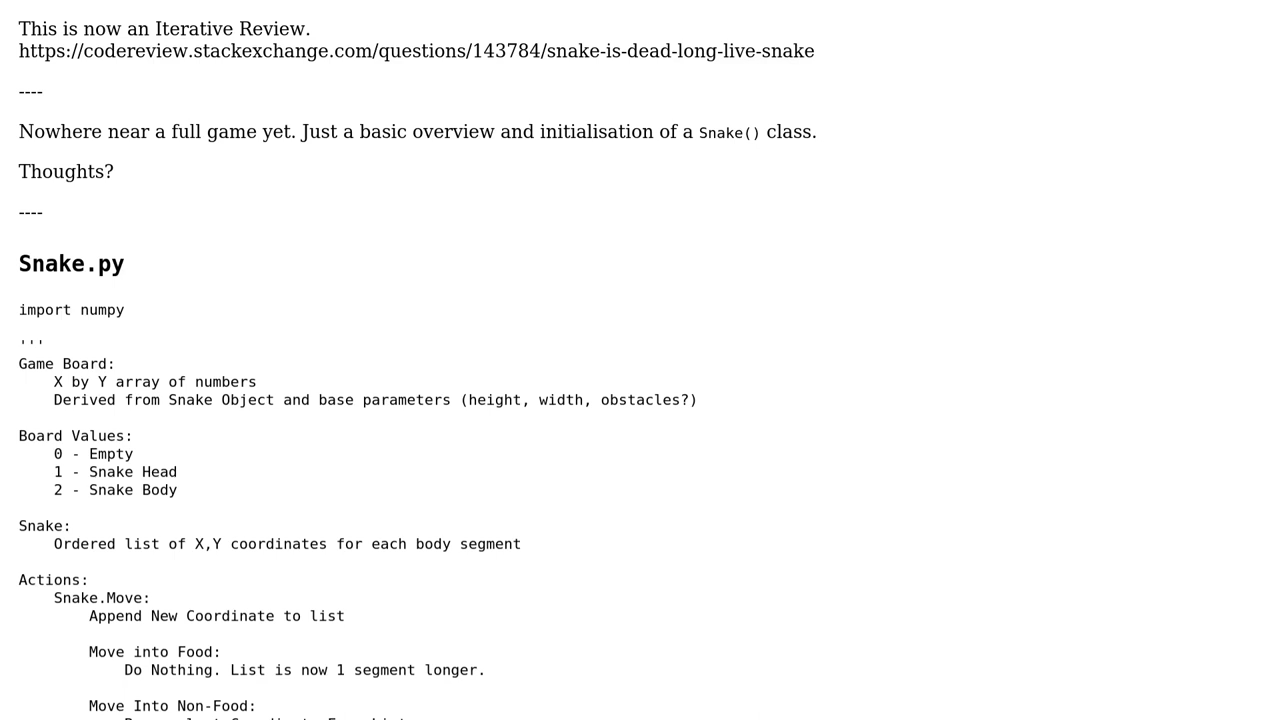 This is now an Iterative Review.
https://codereview.stackexchange.com/questions/143784/snake-is-dead-long-live-snake
----
Nowhere near a full game yet. Just a basic overview and initialisation of a Snake() class.
Thoughts?
----
Snake.py
import numpy
'''
Game Board:
    X by Y array of numbers
    Derived from Snake Object and base parameters (height, width, obstacles?)
Board Values:
    0 - Empty
    1 - Snake Head
    2 - Snake Body
Snake:
    Ordered list of X,Y coordinates for each body segment
Actions:
    Snake.Move:
        Append New Coordinate to list
        Move into Food:
            Do Nothing. List is now 1 segment longer.
        Move Into Non-Food: